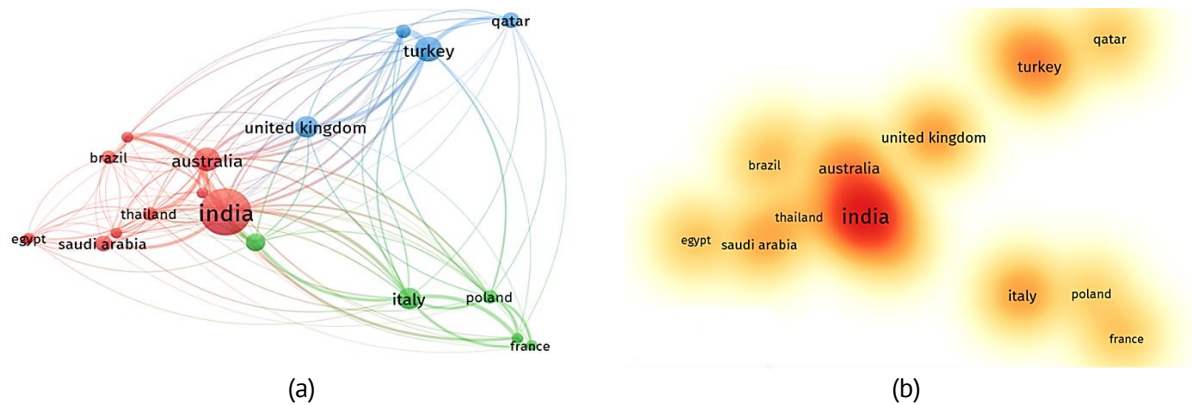 qatar
turkey
united kingdom
brazil
australia
thailand
india
egypt
saudi arabia
italy
poland
france
(a)
qatar
turkey
united kingdom
brazil
australia
thailand
india
egypt
saudi arabia
italy
poland
france
(b)